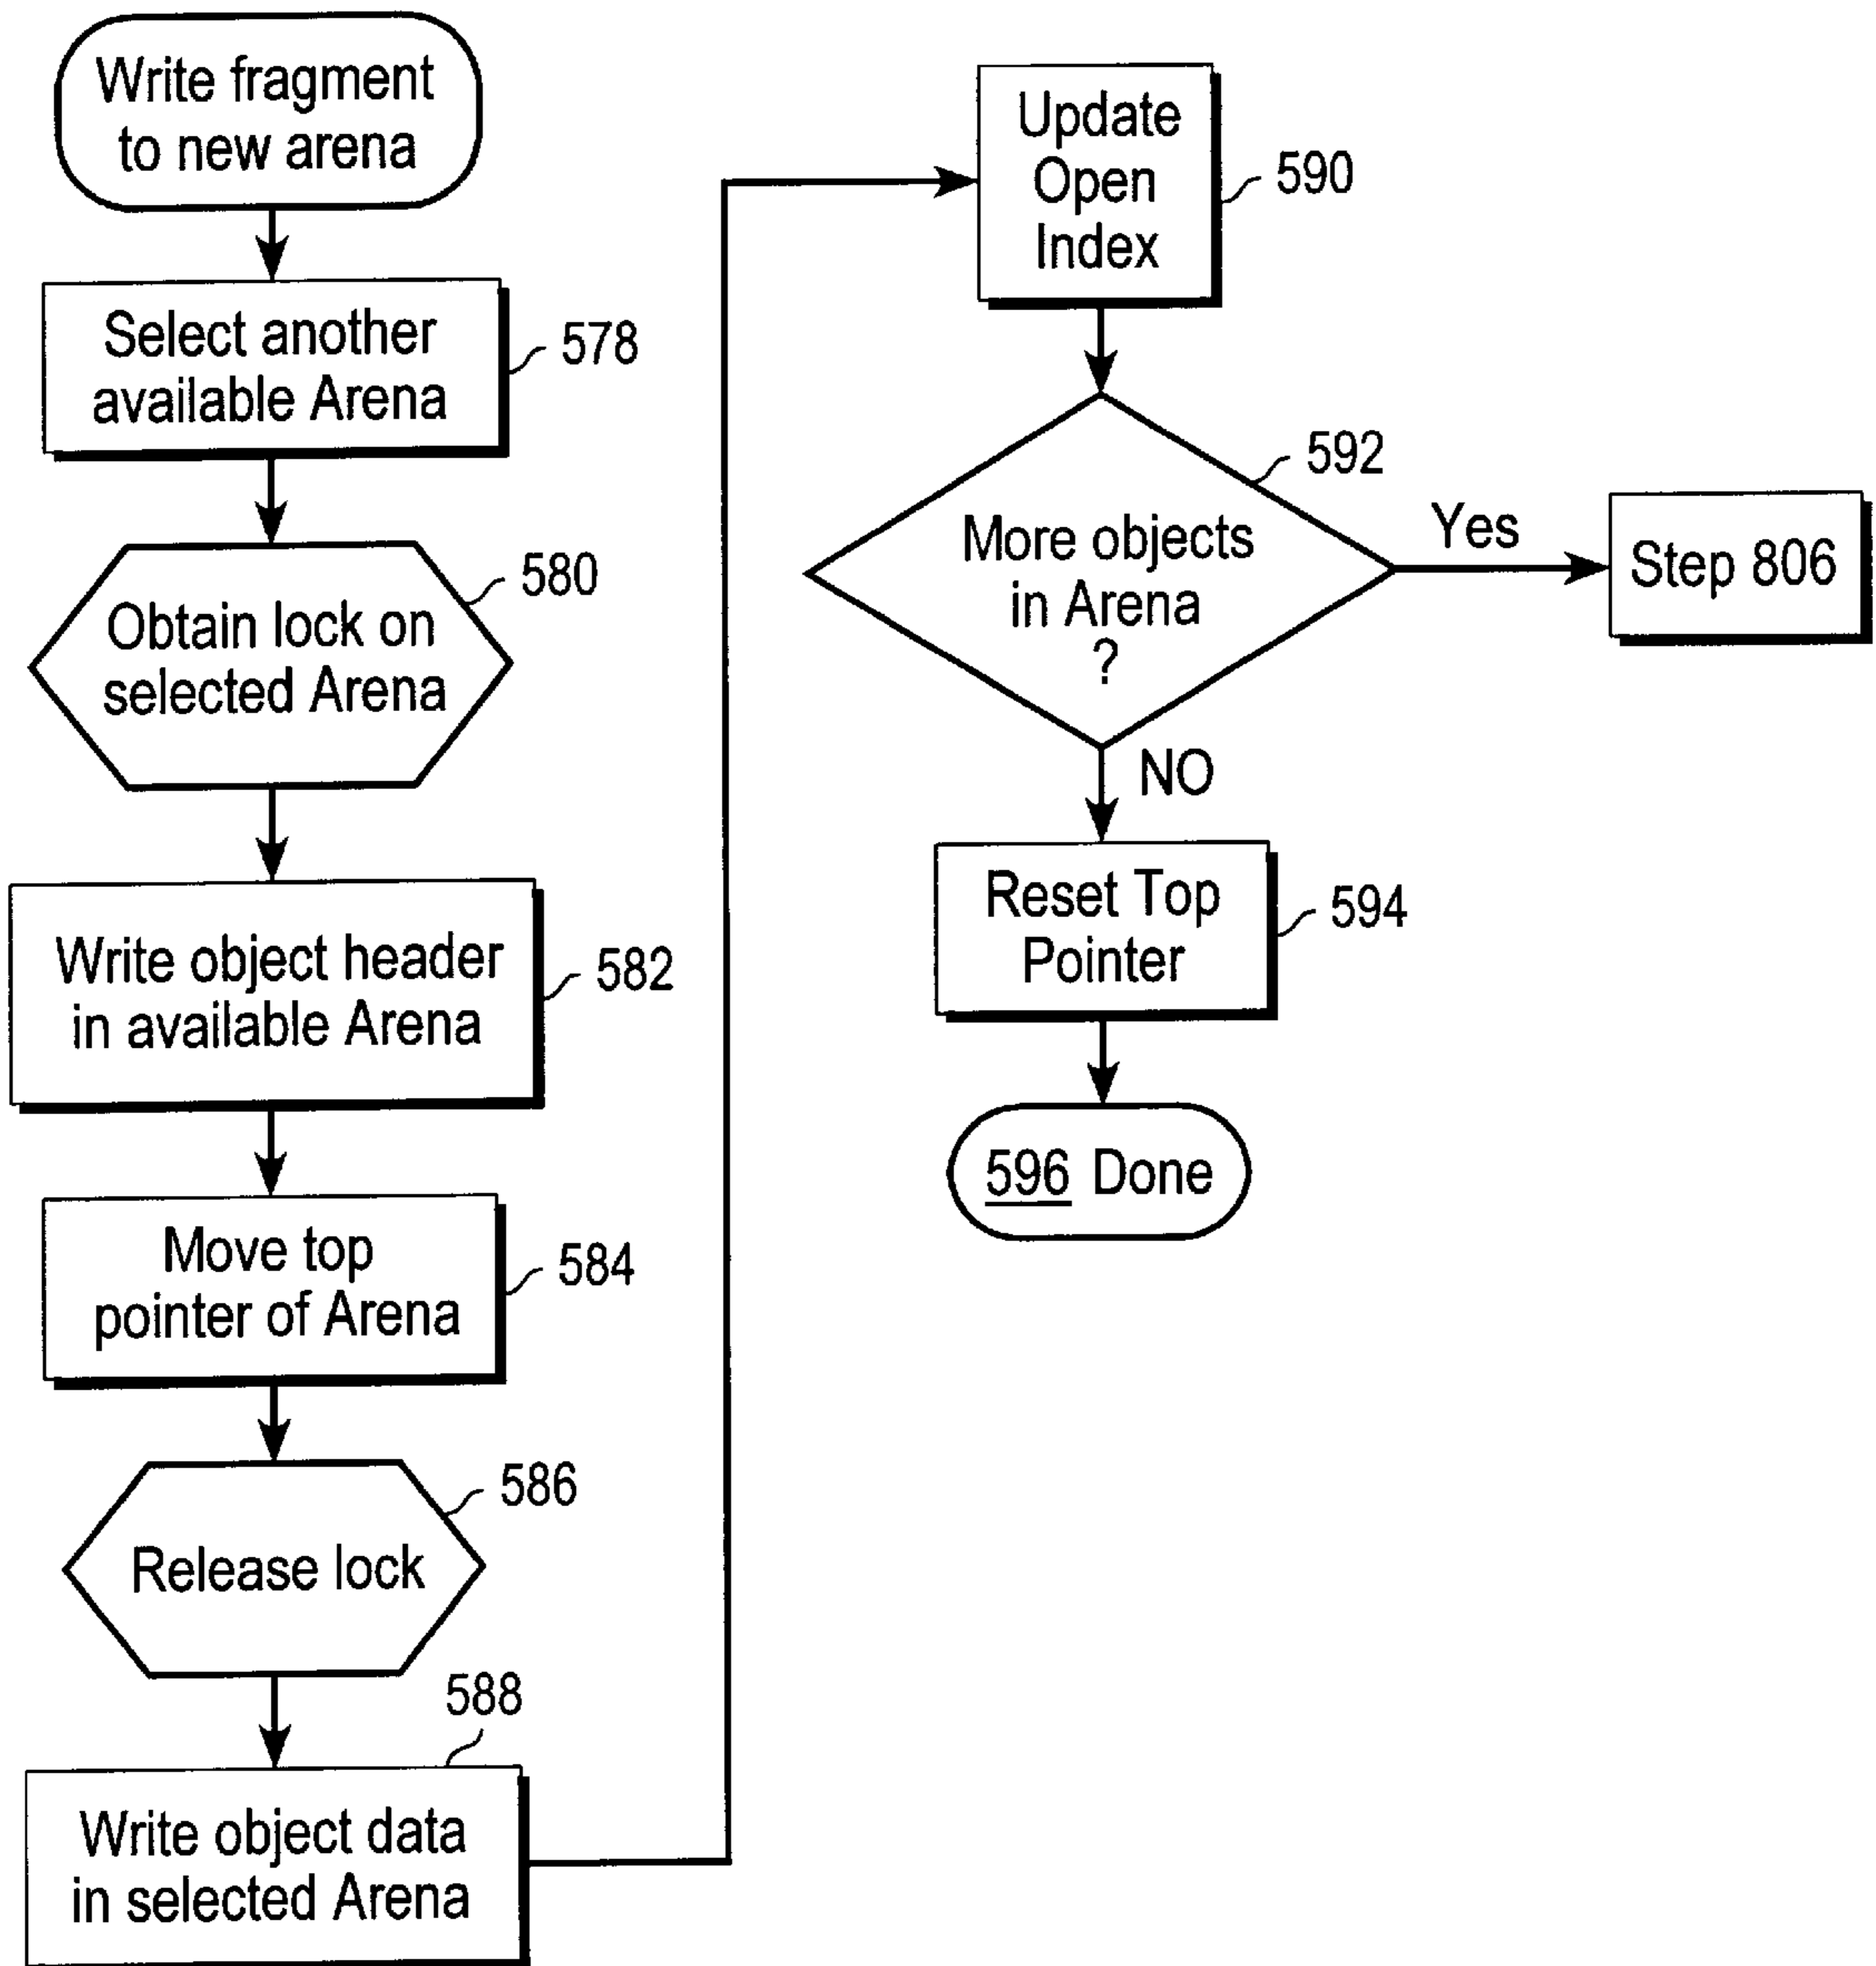 Write fragment
to new arena
Select another
available Arena
578
Obtain lock on
selected Arena
580
Write object header
in available Arena
582
Move top
pointer of Arena
584
Release lock
586
Write object data
in selected Arena
588
Update
Open
Index
590
More objects
in Arena
?
592
Yes
Step 806
NO
Reset Top
Pointer
594
596 Done